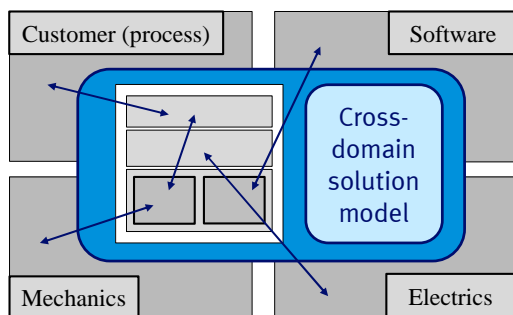 Customer (process)
Software
Cross-
domain
solution
model
Mechanics
Electrics